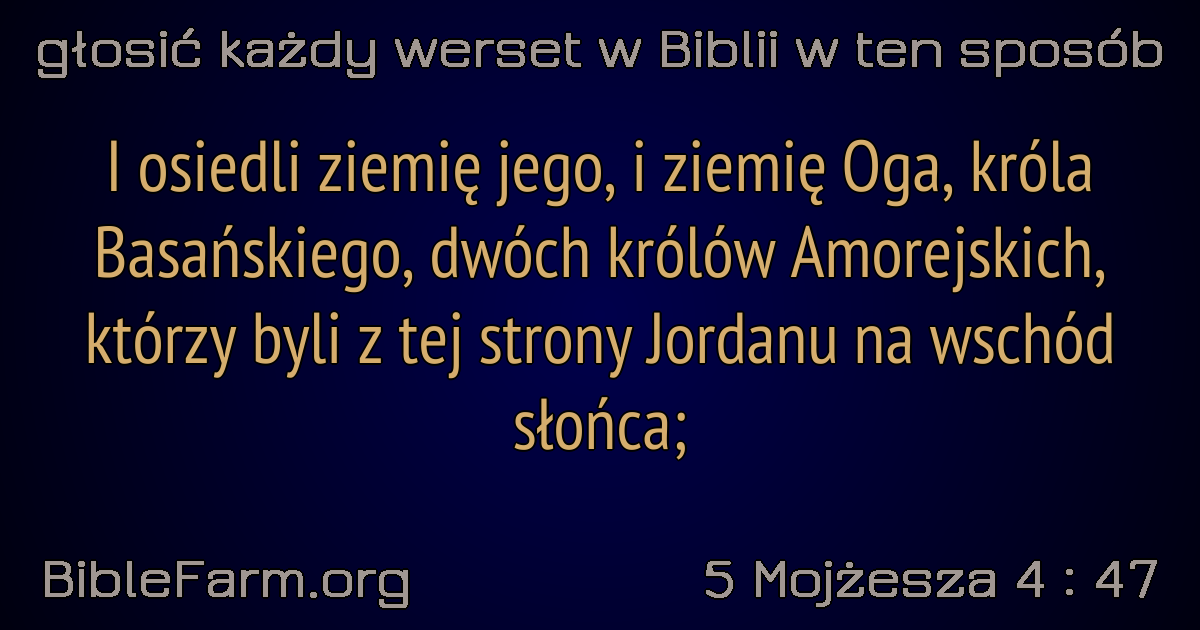 głosić każdy werset w Biblii w ten sposób
I osiedli ziemię jego, i ziemię Oga, króla
Basańskiego, dwóch królów Amorejskich,
którzy byli z tej strony Jordanu na wschód
słońca;
BibleFarm.org
5 Mojżesza 4 : 47